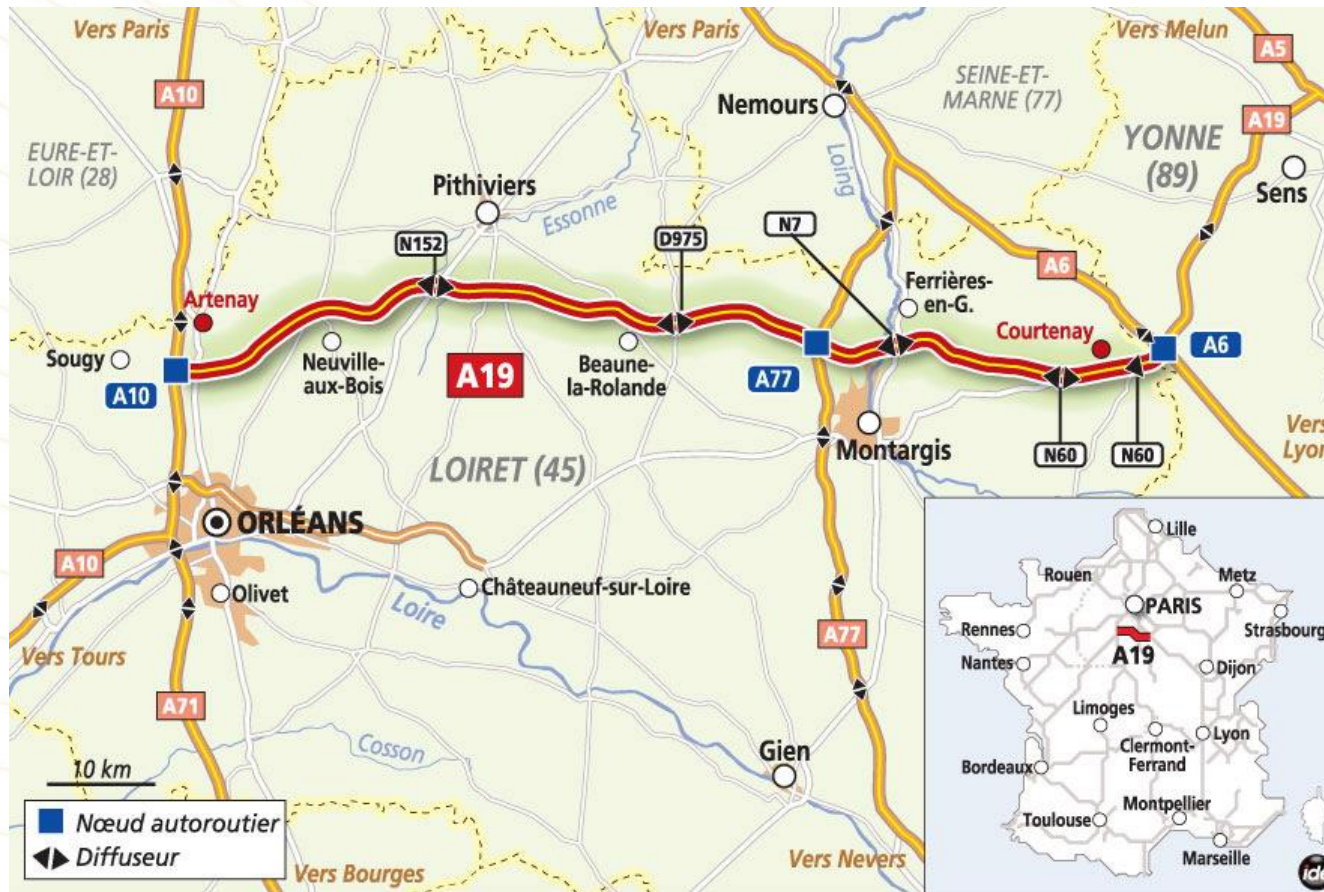 Vers Paris
Vers Paris
Vers Melun
A5
A10
SEINE-ET-
MARNE (77)
Nemours
A19
EURE-ET-
LOIR (28)
YONNE
(89)
Loing
Sens
Pithiviers
Essonne
N152
D975
N7
A6
Ferrières-
en-G.
Artenay
Courtenay
Sougy
Neuville-
aux-Bois
A19
Beaune-
la-Rolande
A10
A77
A6
Montargis
N60
N60
Vers
Lyon
LOIRET (45)
ORLÉANS
A10
Olivet
Châteauneuf-sur-Loire
Loire
Vers Tours
A77
A71
Cosson
Gien
10 km
Nœud autoroutier
Diffuseur
Vers Bourges
Vers Nevers
Lille
Rouen
Metz
PARIS
Rennes
Strasbourg
A19
Nantes
Dijon
Limoges
Lyon
Clermont-
Ferrand
Bordeaux
Montpellier
Toulouse
Marseille
idé